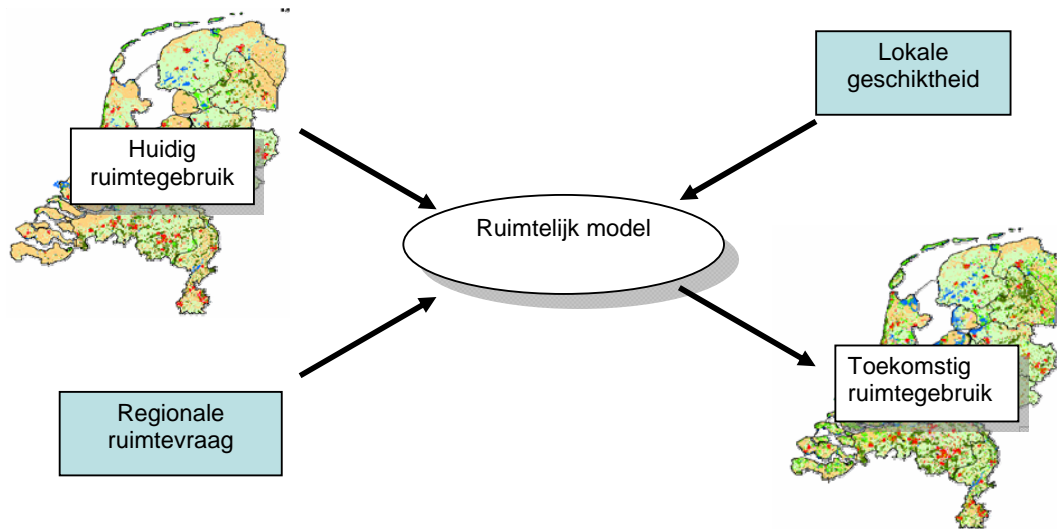 Lokale
geschiktheid
Huidig
ruimtegebruik
Ruimtelijk model
Toekomstig
ruimtegebruik
Regionale
ruimtevraag